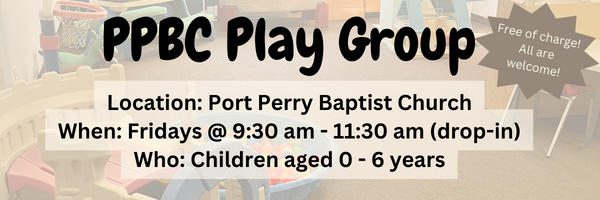 PPBC Play Group
Free of charge!
All are
welcome!
Location: Port Perry Baptist Church
When: Fridays @ 9:30 am - 11:30 am (drop-in)
Who: Children aged 0 - 6 years